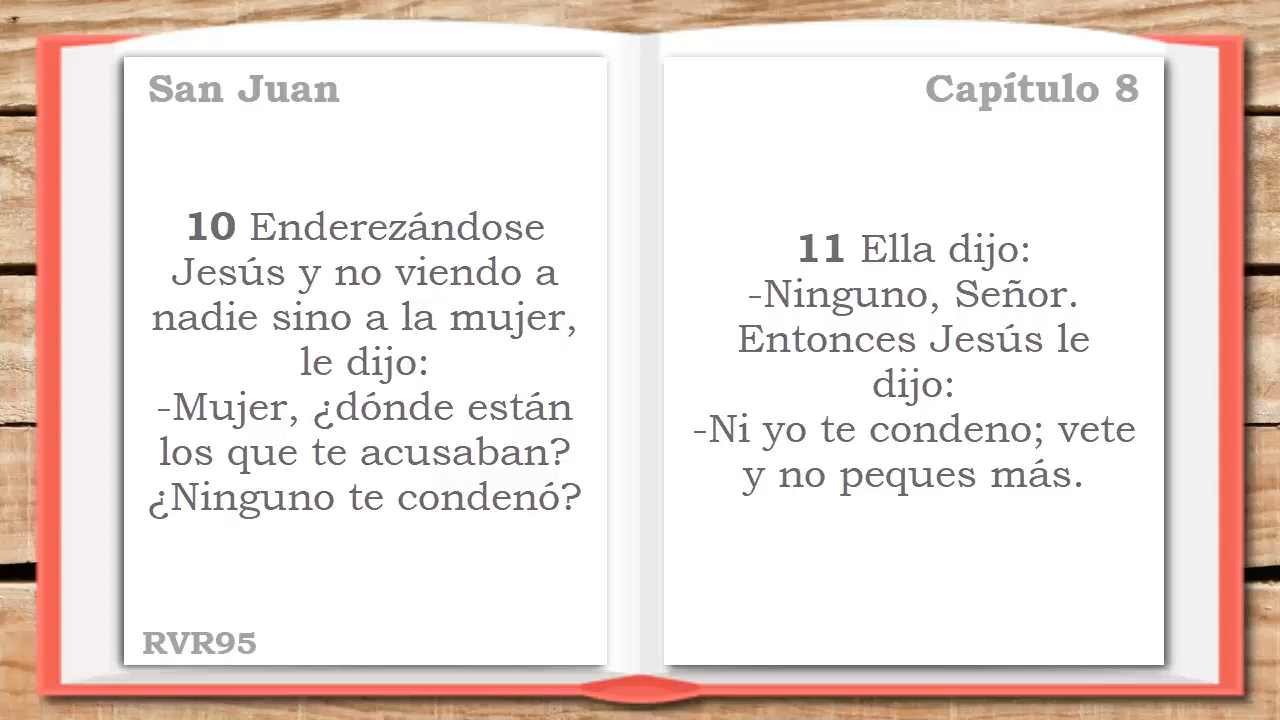 San Juan
10 Enderezándose
Jesús y no viendo a
nadie sino a la mujer,
le dijo:
-Mujer, ¿dónde están
los que te acusaban?
¿Ninguno te condenó?
RVR95
Capítulo 8
11 Ella dijo:
-Ninguno, Señor.
Entonces Jesús le
dijo:
-Ni yo te condeno; vete
y no peques más.